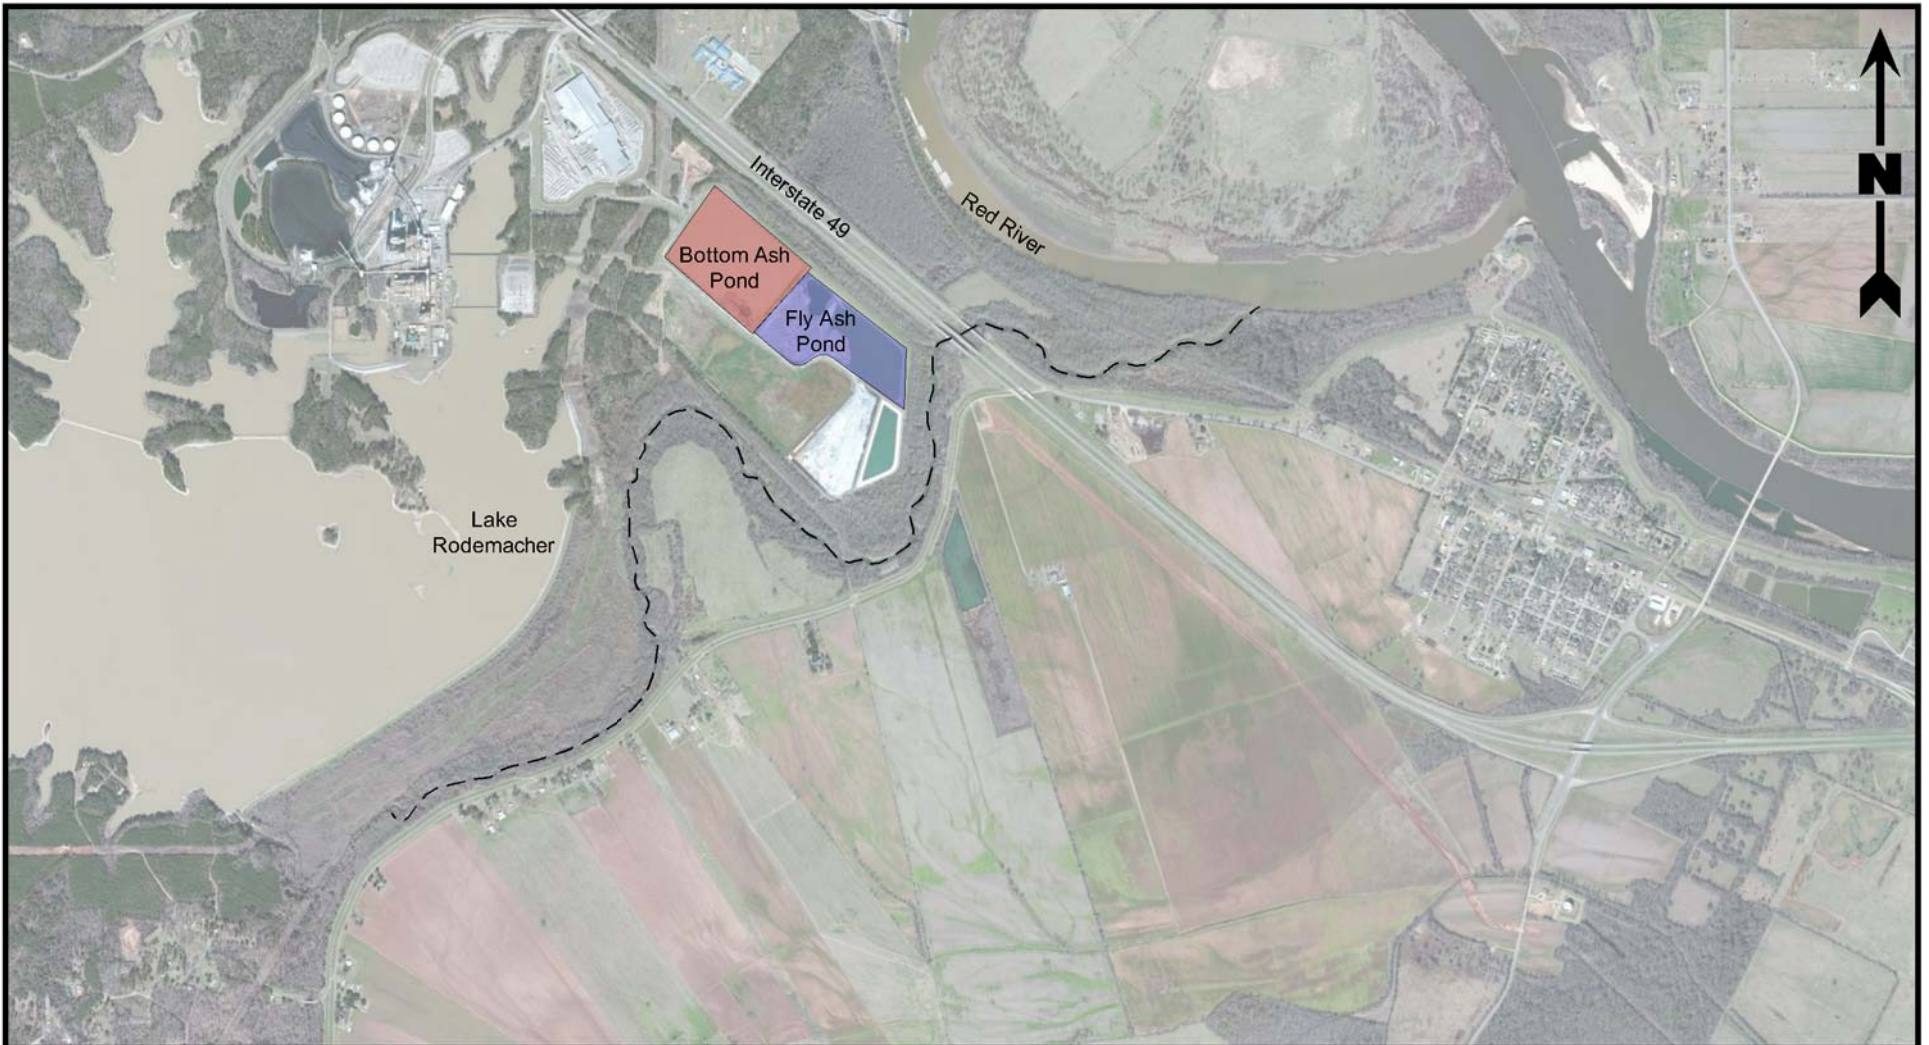 N
Interstate 49
Red River
Bottom Ash
Pond
Fly Ash
Pond
Lake
Rodemacher